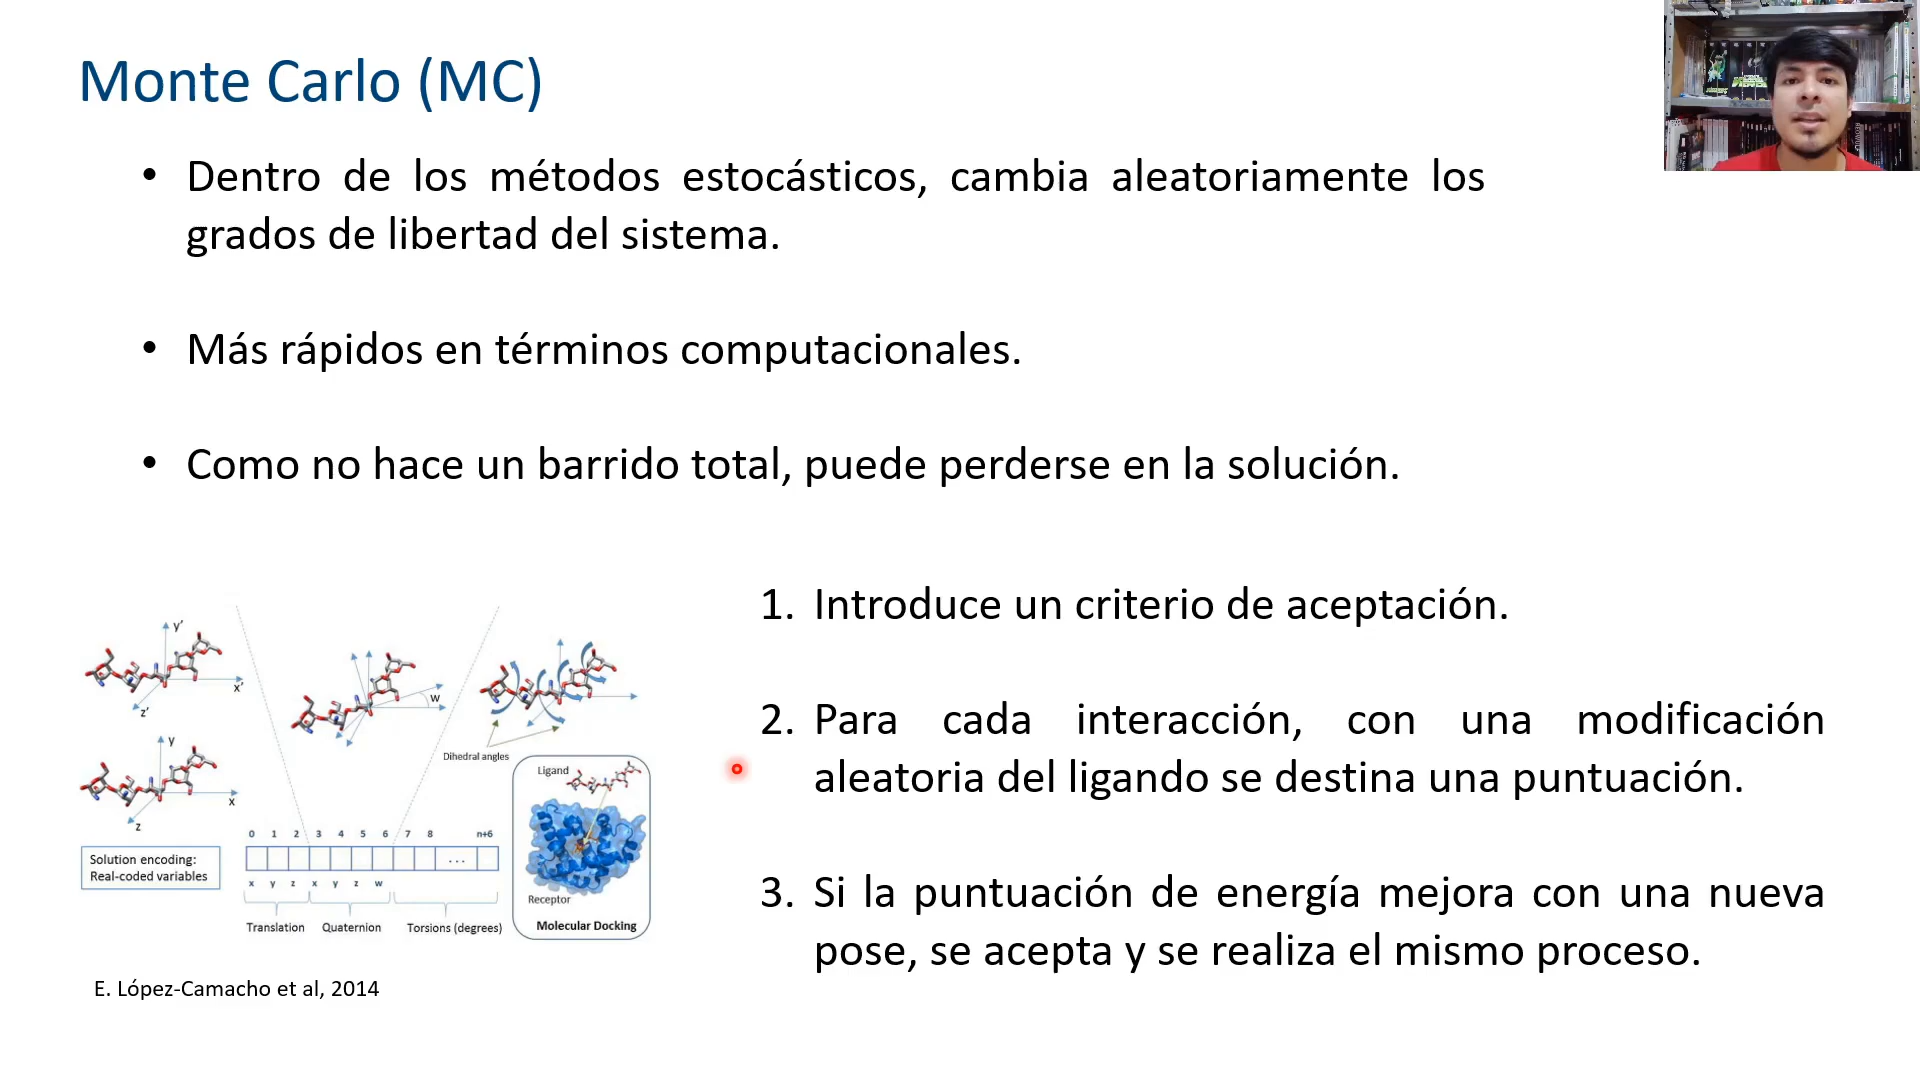 Monte Carlo (MC)
• Dentro de los métodos estocásticos, cambia aleatoriamente los
grados de libertad del sistema.
• Más rápidos en términos computacionales.
• Como no hace un barrido total, puede perderse en la solución.
1. Introduce un criterio de aceptación.
2. Para cada interacción, con una modificación
aleatoria del ligando se destina una puntuación.
3. Si la puntuación de energía mejora con una nueva
pose, se acepta y se realiza el mismo proceso.
y'
x'
z'
w
Dihedral angles
y
x
z
Ligand
Receptor
Molecular Docking
Solution encoding:
Real-coded variables
0 1 2 3 4 5 6 7 8 n+6
...
x y z x y z w
Translation Quaternion Torsions (degrees)
E. López-Camacho et al, 2014